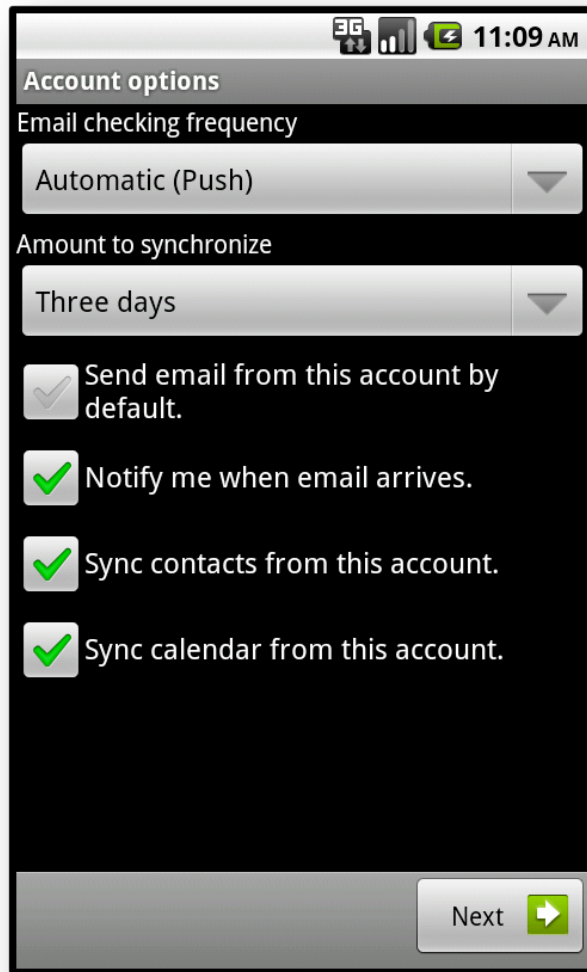 3G 11:09 AM
Account options
Email checking frequency
Automatic (Push)
Amount to synchronize
Three days
Send email from this account by
default.
Notify me when email arrives.
Sync contacts from this account.
Sync calendar from this account.
Next